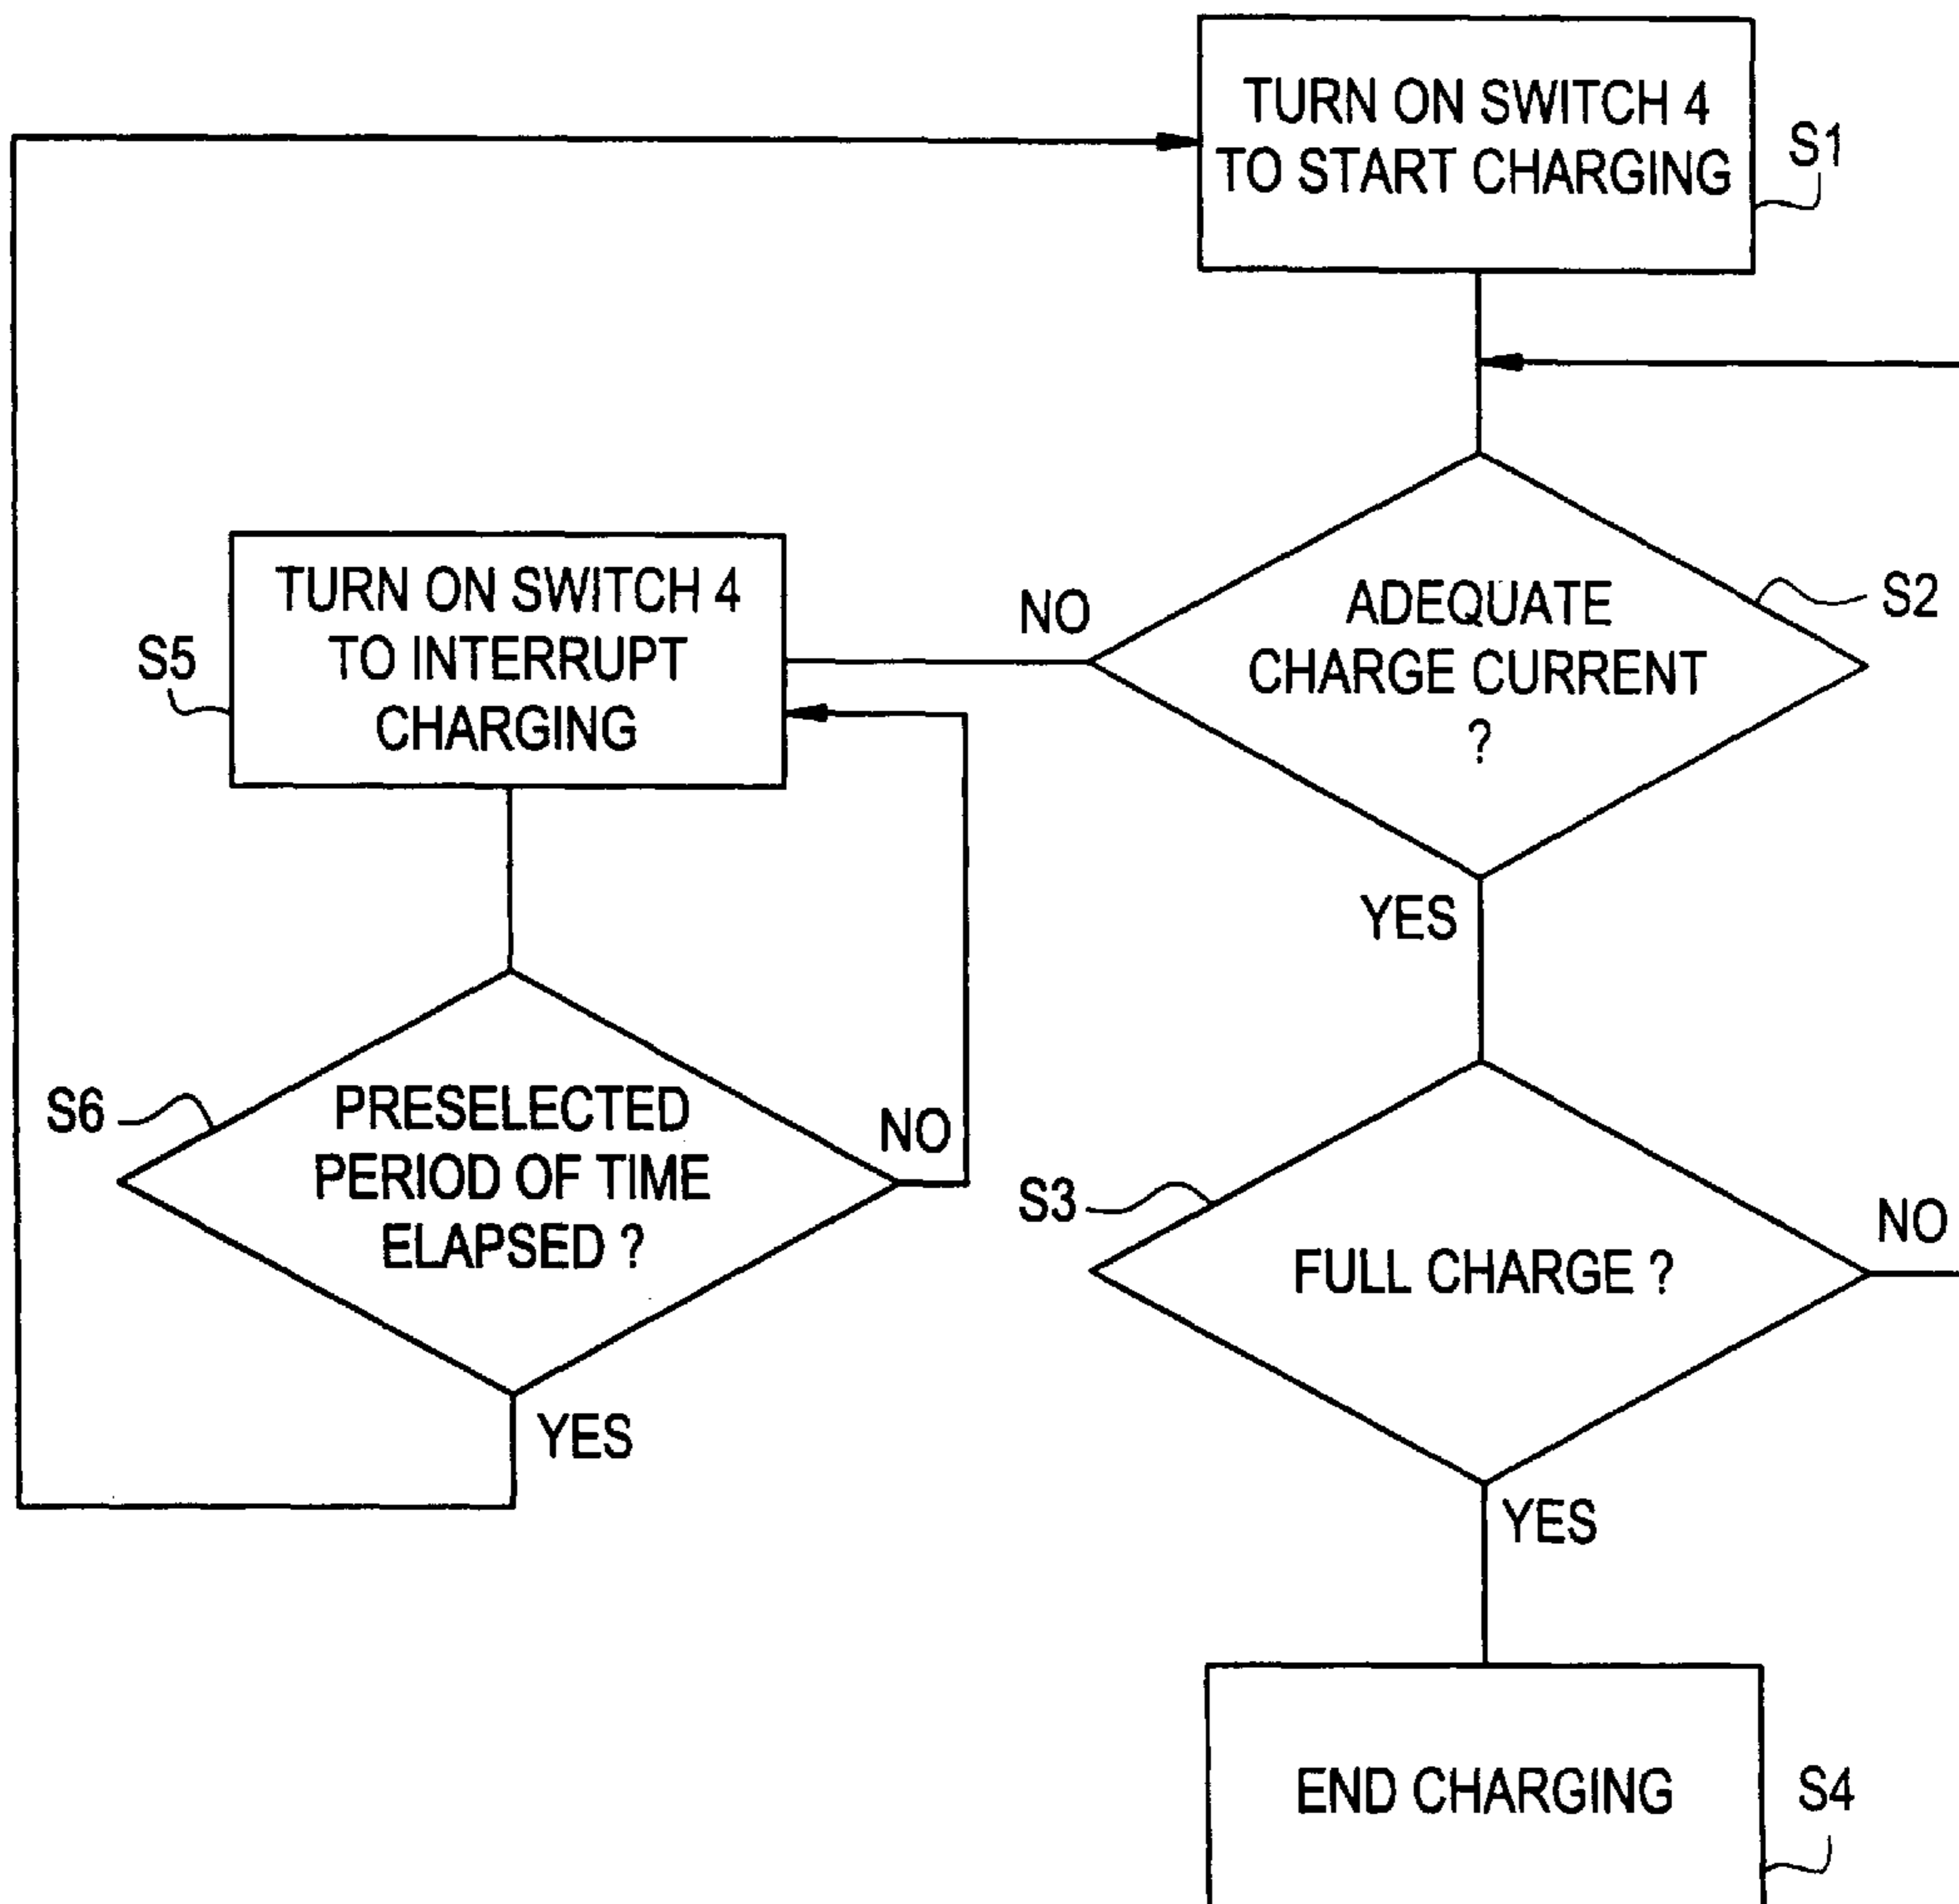 TURN ON SWITCH 4
TO START CHARGING
S1
ADEQUATE
CHARGE CURRENT
?
S2
NO
YES
TURN ON SWITCH 4
TO INTERRUPT
CHARGING
S5
PRESELECTED
PERIOD OF TIME
ELAPSED ?
S6
NO
YES
FULL CHARGE ?
S3
NO
YES
END CHARGING
S4